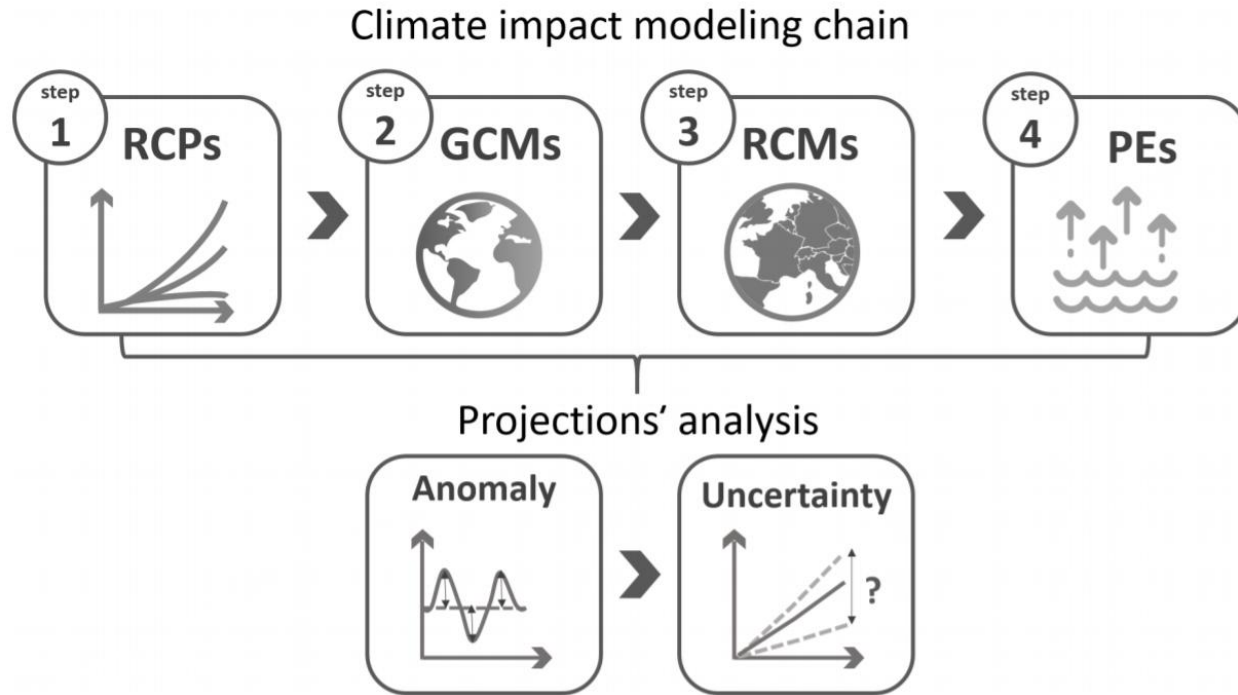 Climate impact modeling chain
step
1
RCPs
step
2
GCMs
step
3
RCMs
step
4
PEs
Projections‘ analysis
Anomaly
Uncertainty
?